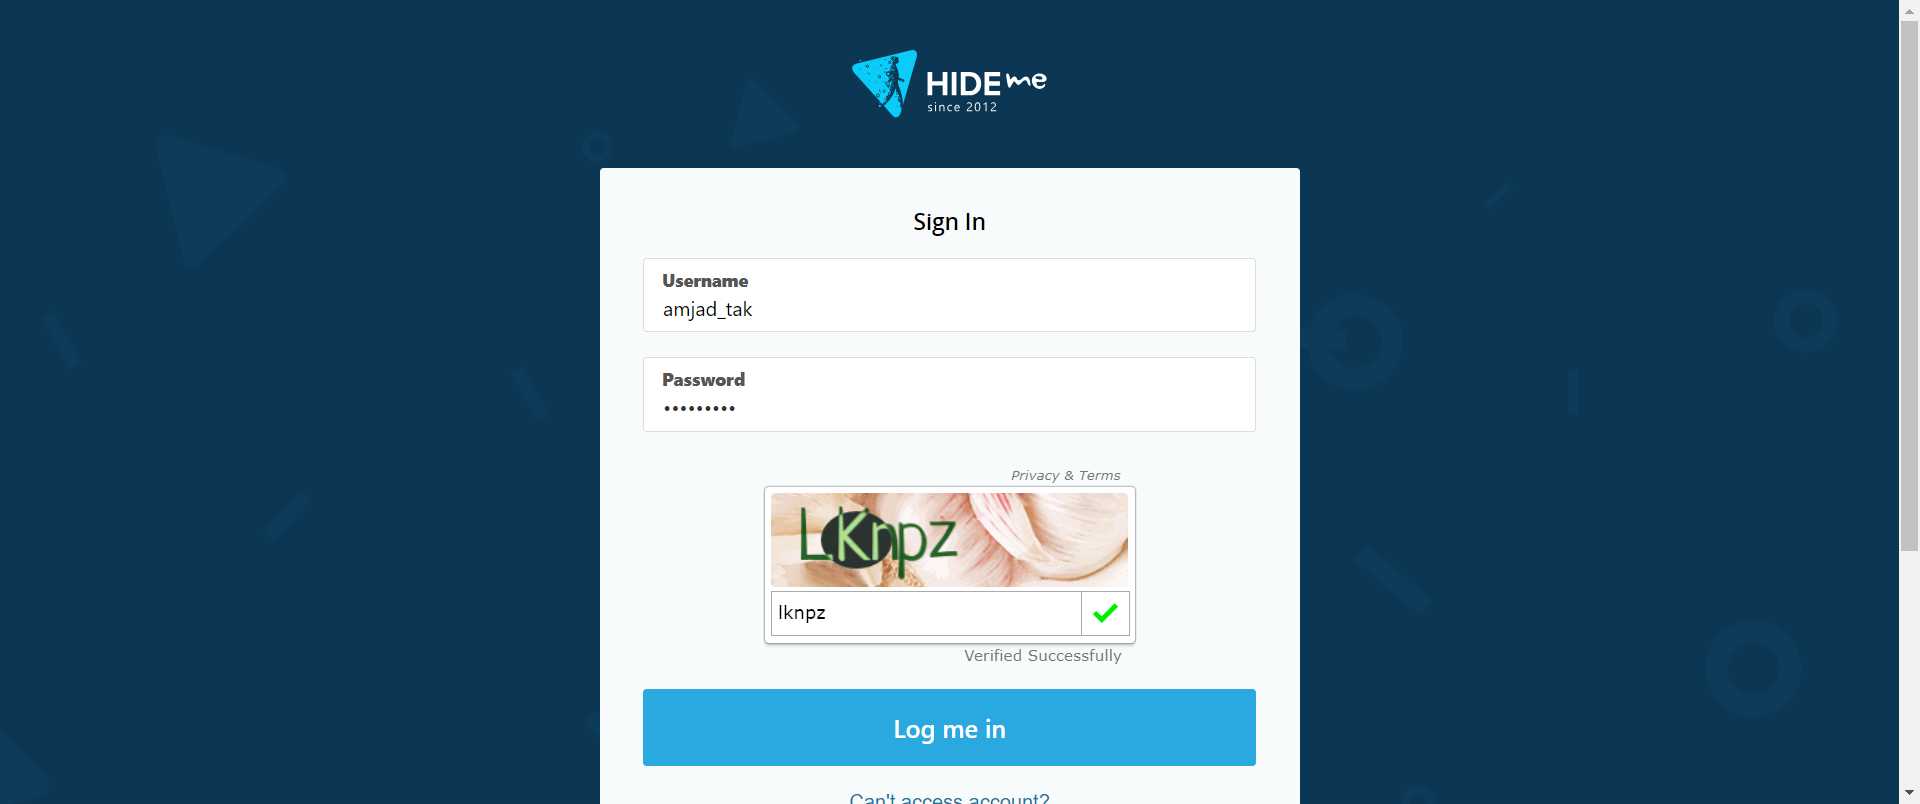 HIDE me
since 2012
Sign In
Username
amjad_tak
Password
•••••••••
Privacy & Terms
LKnpz
lknpz
Verified Successfully
Log me in
Can't access account?